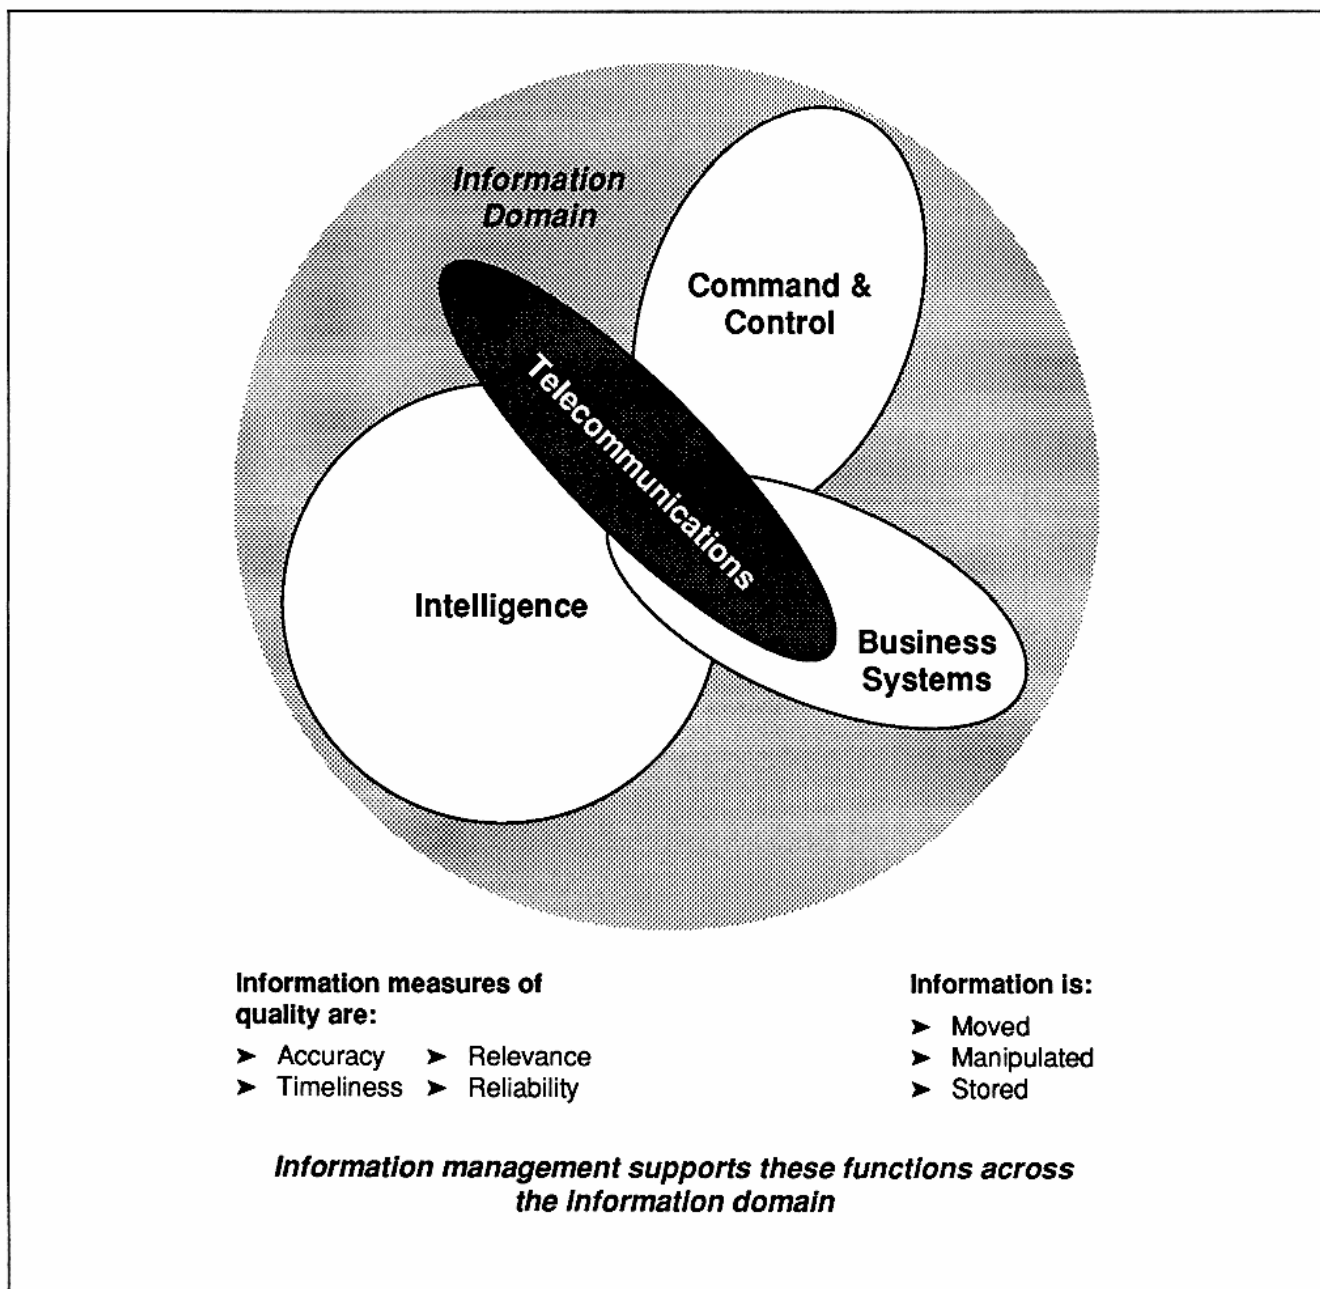 Information
Domain
Command &
Control
Telecommunications
Intelligence
Business
Systems
Information measures of
quality are:
➤ Accuracy ➤ Relevance
➤ Timeliness ➤ Reliability
Information is:
➤ Moved
➤ Manipulated
➤ Stored
Information management supports these functions across
the information domain